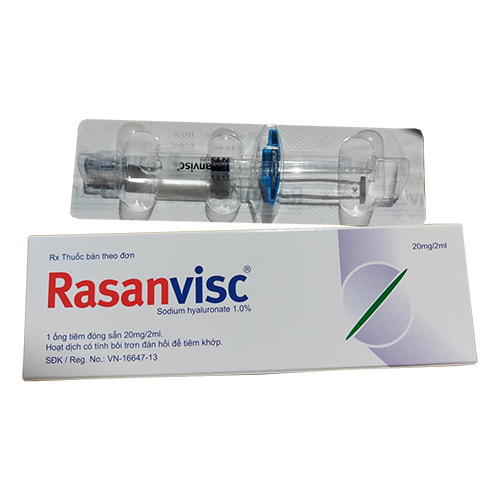 anvisc®
Rx Thuốc bán theo đơn
20mg/2ml
Rasanvisc®
Sodium hyaluronate 1.0%
1 ống tiêm đóng sẵn 20mg/2ml.
Hoạt dịch có tính bôi trơn đàn hồi để tiêm khớp.
SĐK / Reg. No.: VN-16647-13